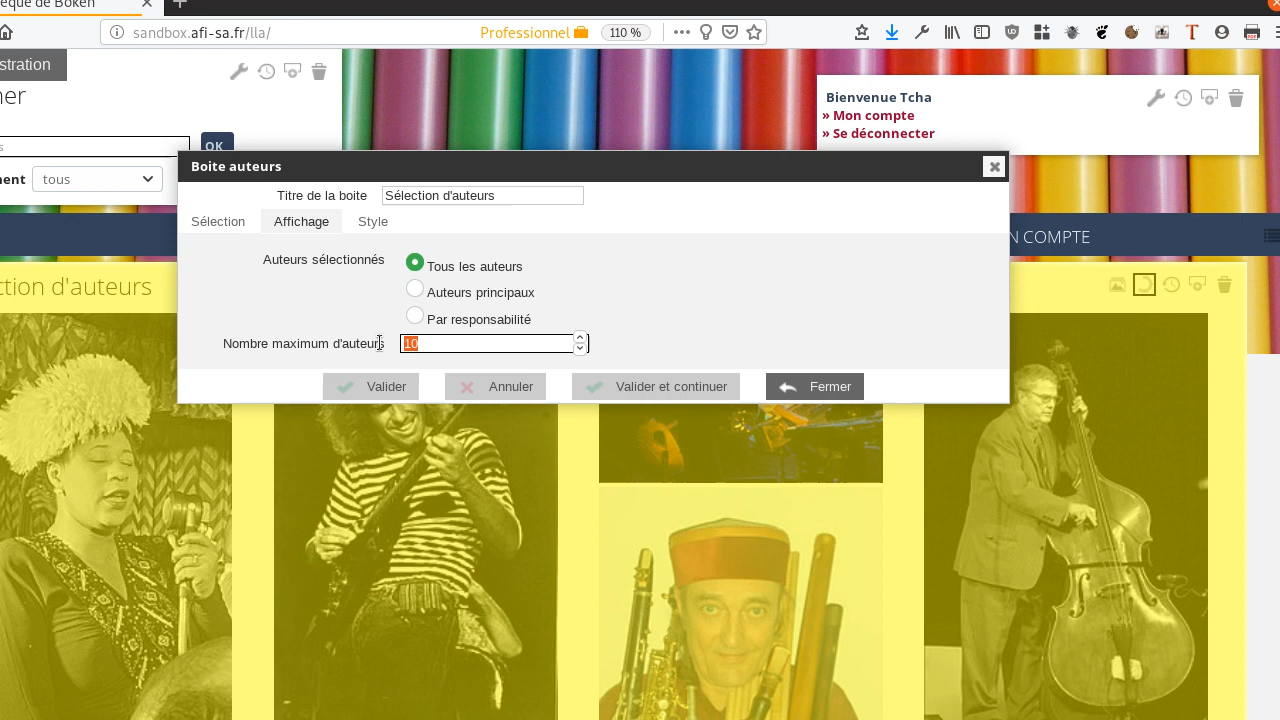 èque de Boken
sandbox.afi-sa.fr/lla/
Professionnel
110 %
stration
ner
OK
ment
tous
Bienvenue Tcha
» Mon compte
» Se déconnecter
Boite auteurs
Titre de la boite
Sélection d'auteurs
Sélection
Affichage
Style
N COMPTE
ction d'auteurs
Auteurs sélectionnés
Tous les auteurs
Auteurs principaux
Par responsabilité
Nombre maximum d'auteurs
10
Valider
Annuler
Valider et continuer
Fermer